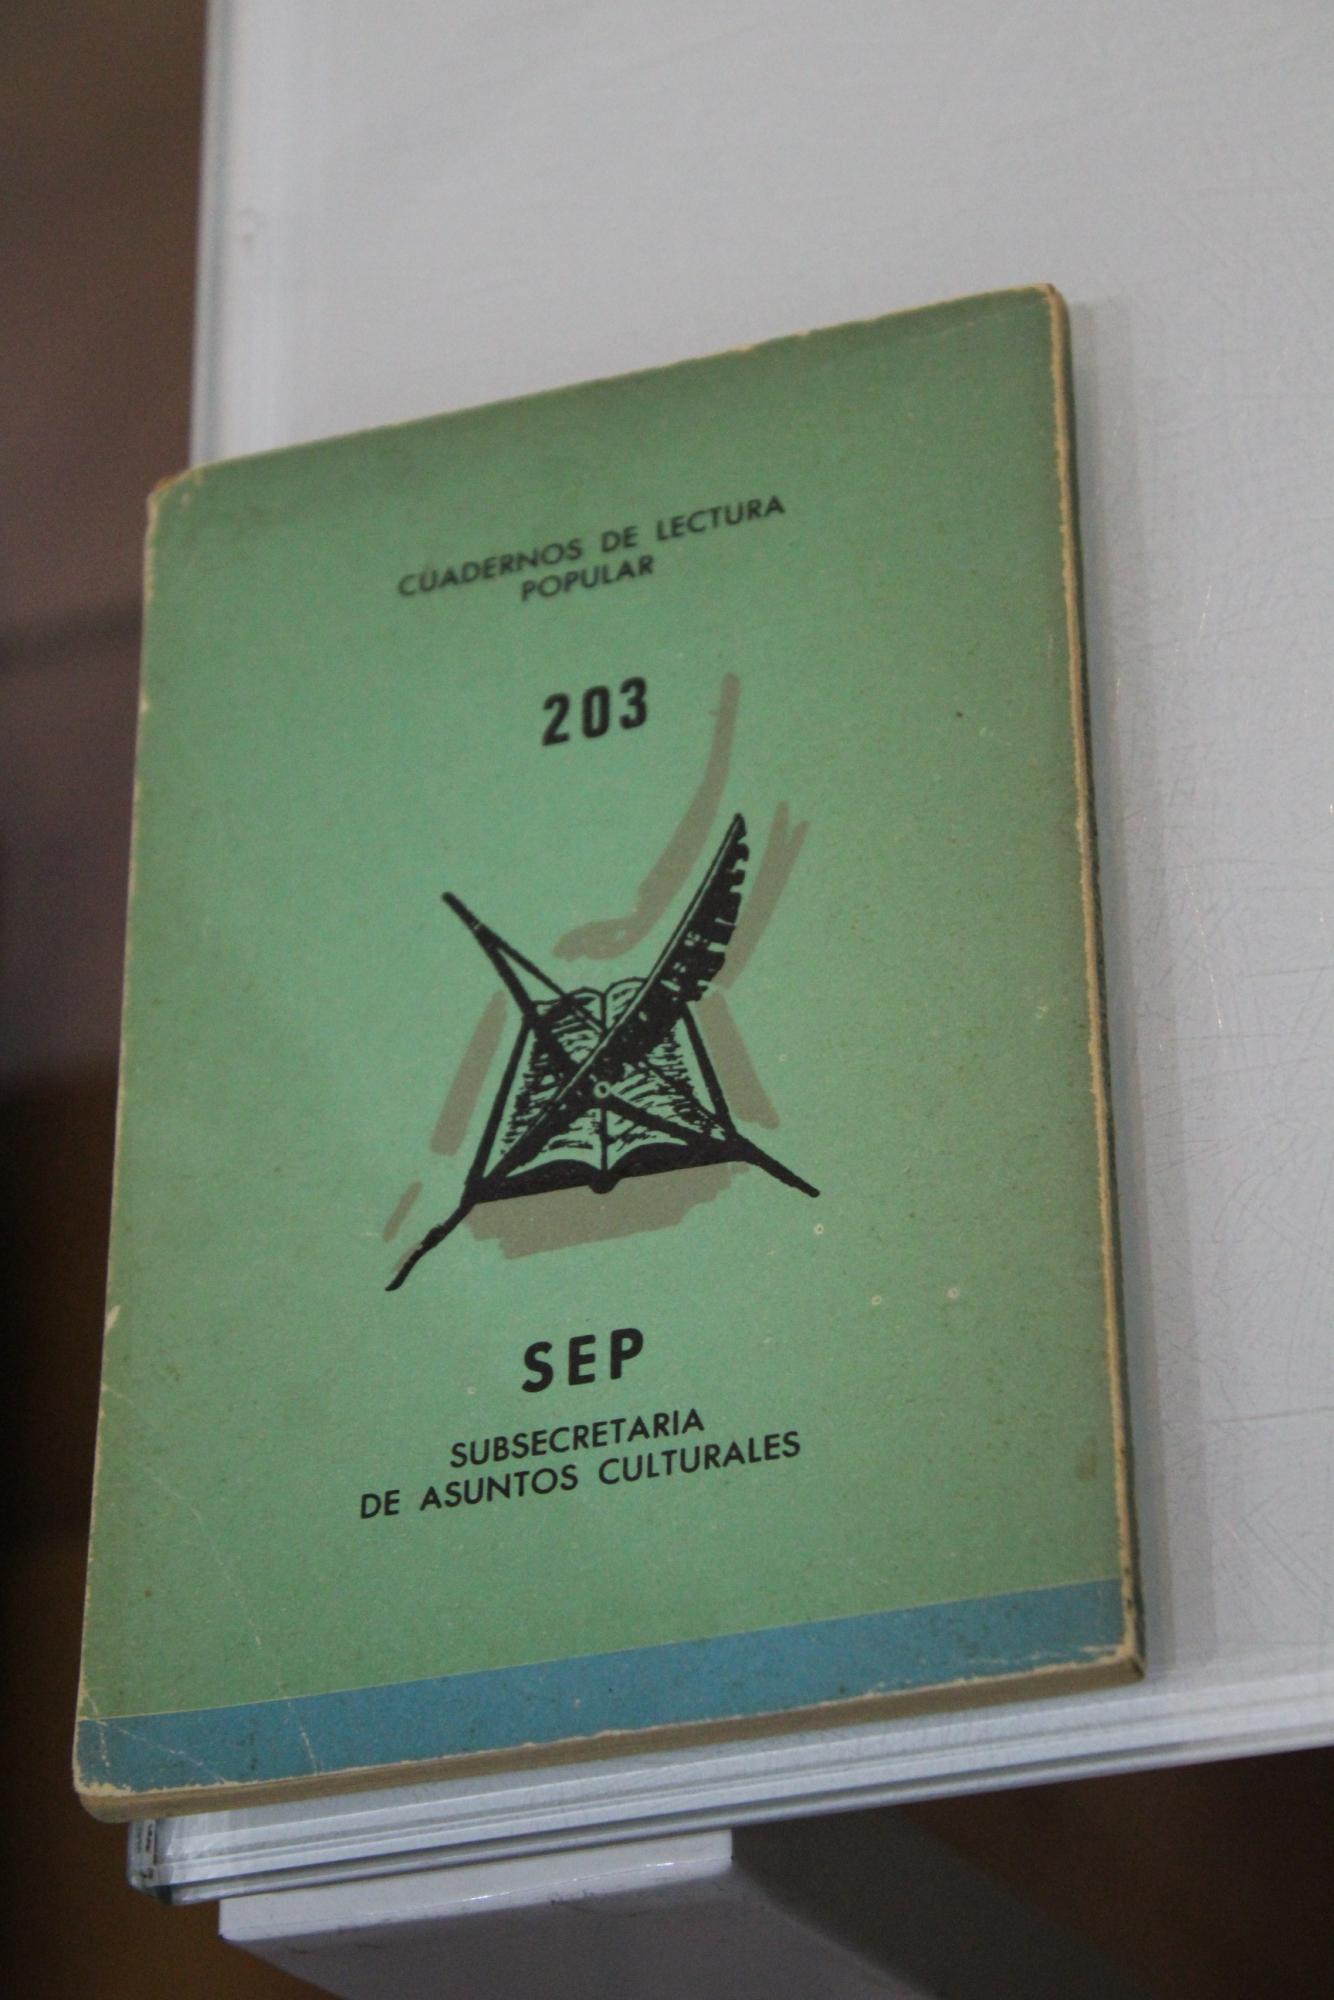 CUADERNOS DE LECTURA
POPULAR
203
SEP
SUBSECRETARIA
DE ASUNTOS CULTURALES